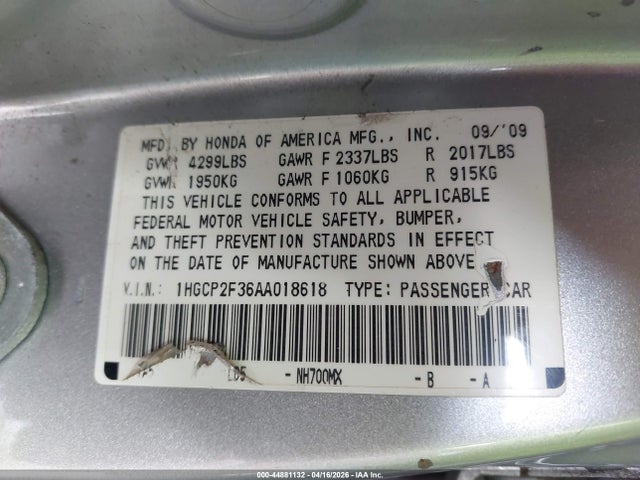 MFD. BY HONDA OF AMERICA MFG., INC. 09/'09
GVWR 4299LBS GAWR F 2337LBS R 2017LBS
GVWR 1950KG GAWR F 1060KG R 915KG
THIS VEHICLE CONFORMS TO ALL APPLICABLE
FEDERAL MOTOR VEHICLE SAFETY, BUMPER,
AND THEFT PREVENTION STANDARDS IN EFFECT
ON THE DATE OF MANUFACTURE SHOWN ABOVE
V.I.N.: 1HGCP2F36AA018618 TYPE: PASSENGER CAR
-NH700MX -B -A
000-44881132 - 04/16/2026 - IAA Inc.